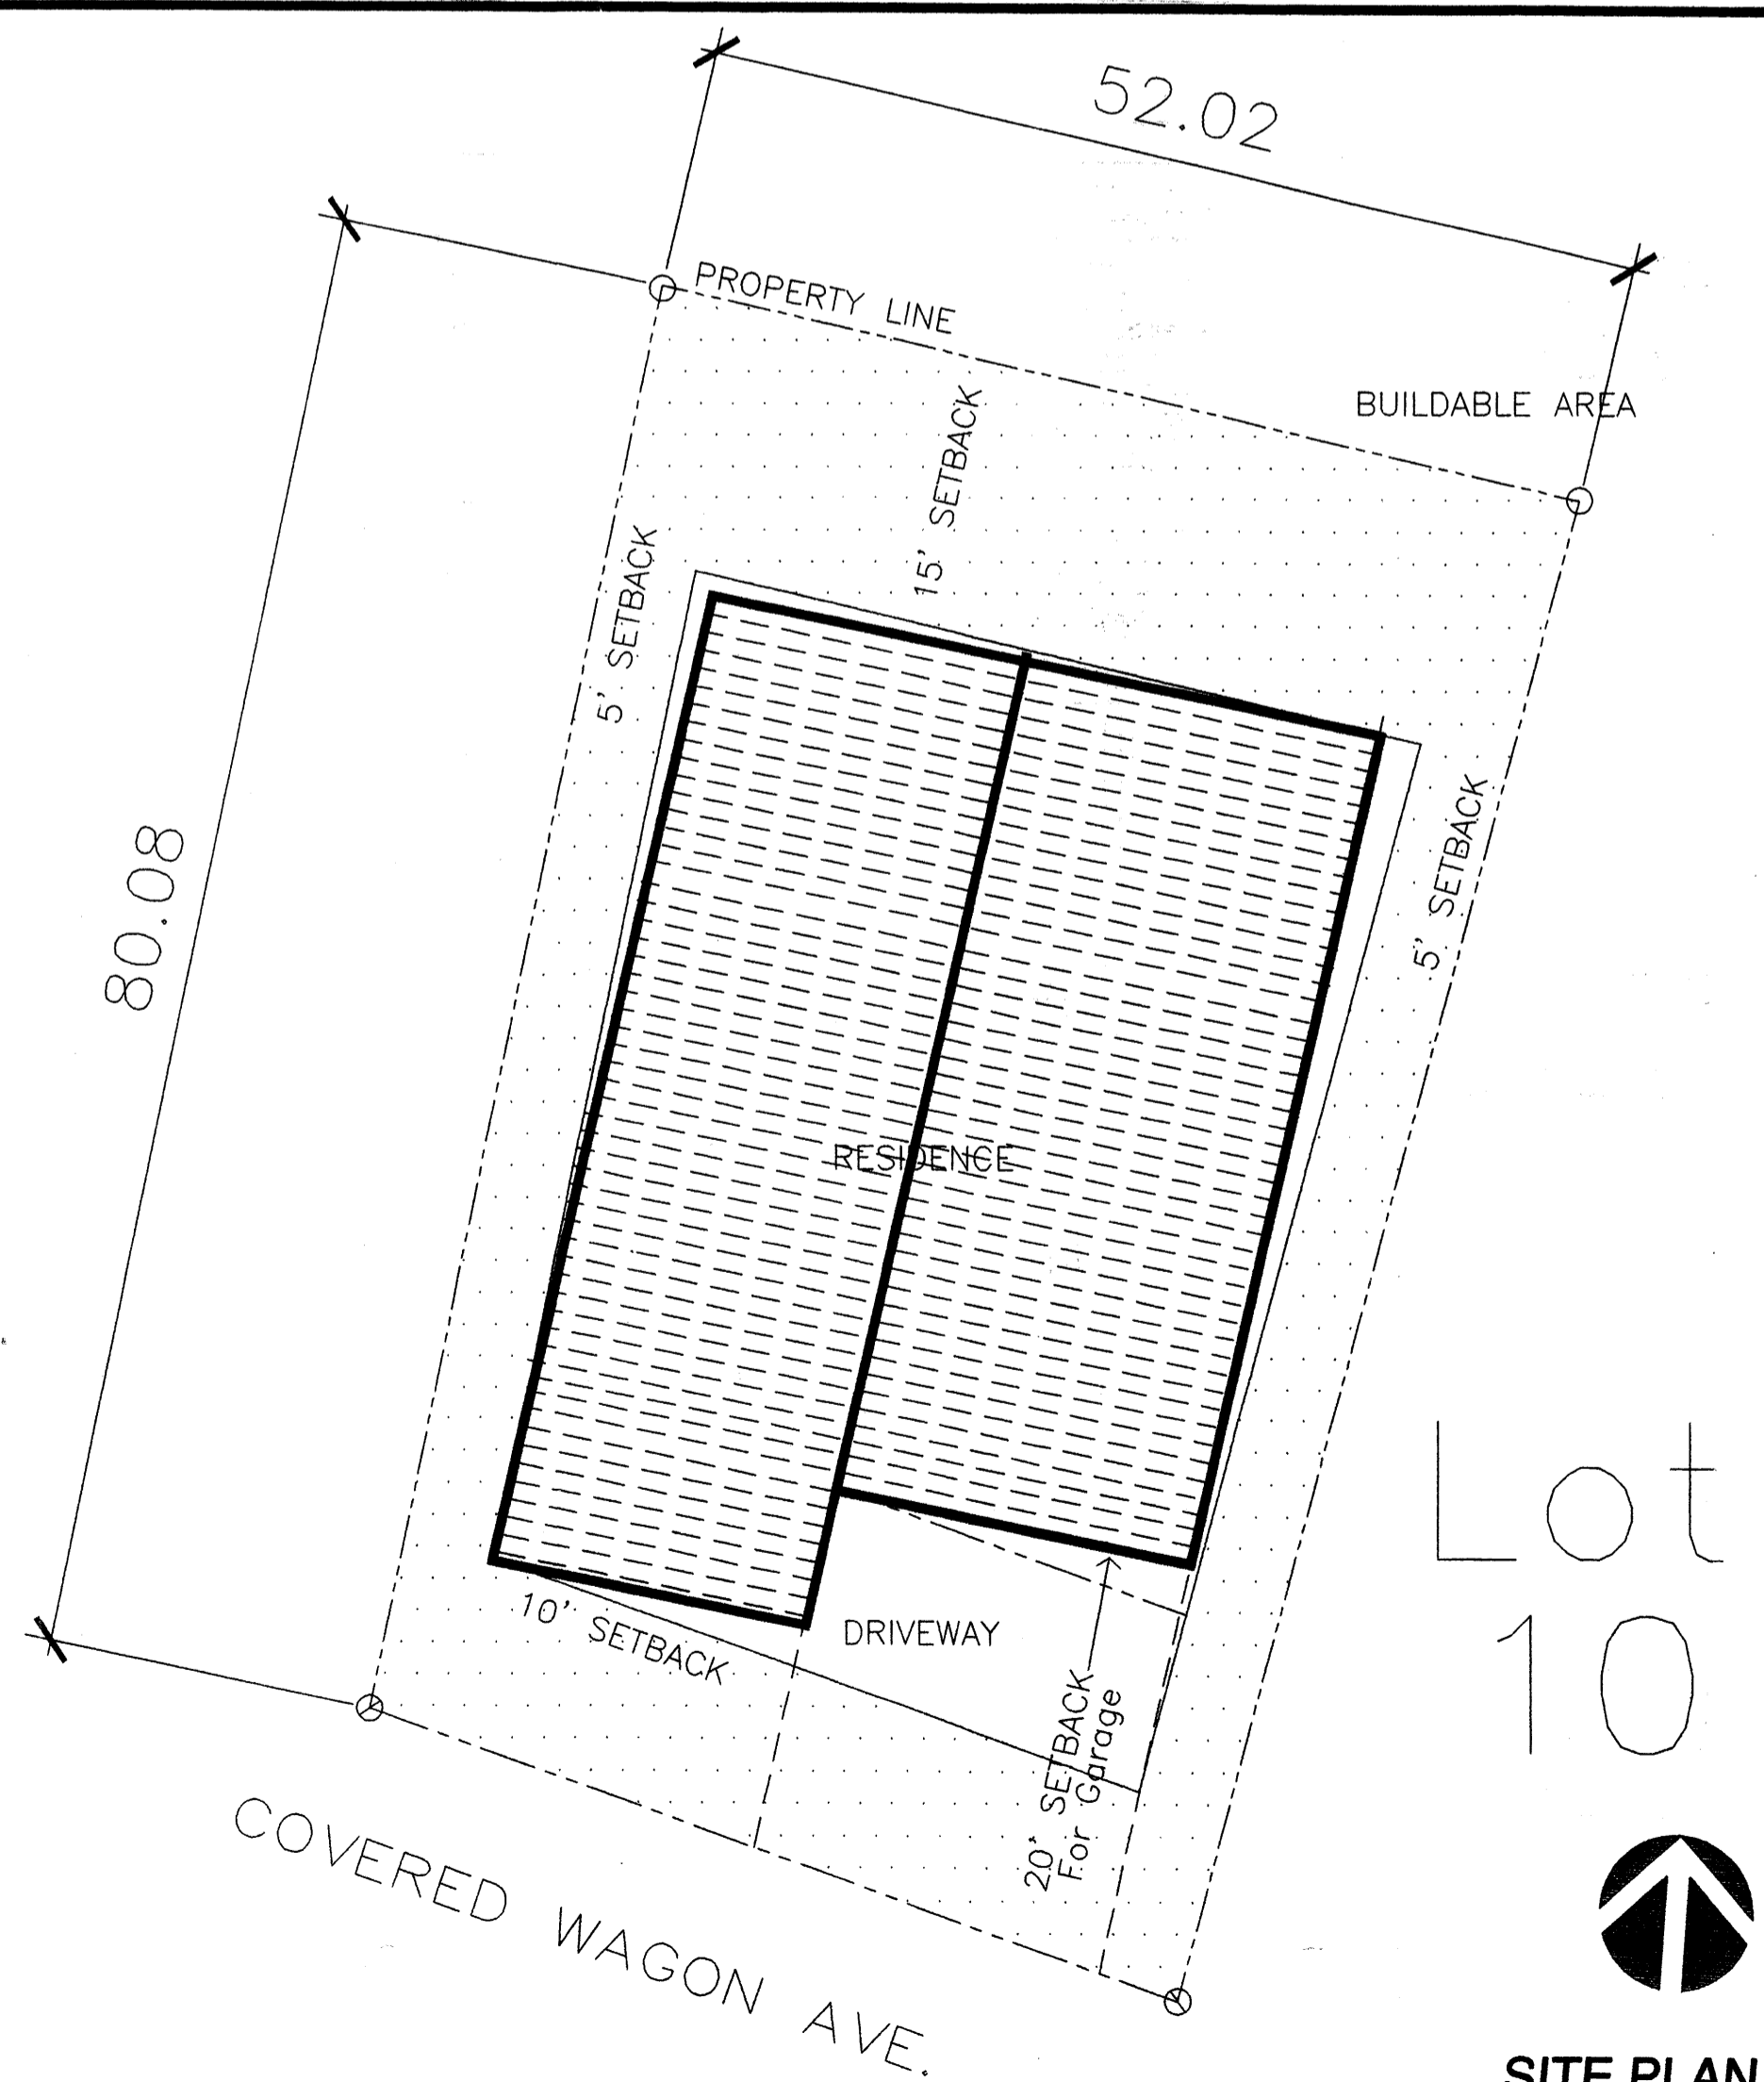 52.02
PROPERTY LINE
BUILDABLE AREA
15' SETBACK
5' SETBACK
80.08
5' SETBACK
RESIDENCE
Lot
10
10' SETBACK
DRIVEWAY
20' SETBACK
For Garage
COVERED WAGON AVE.
SITE PLAN